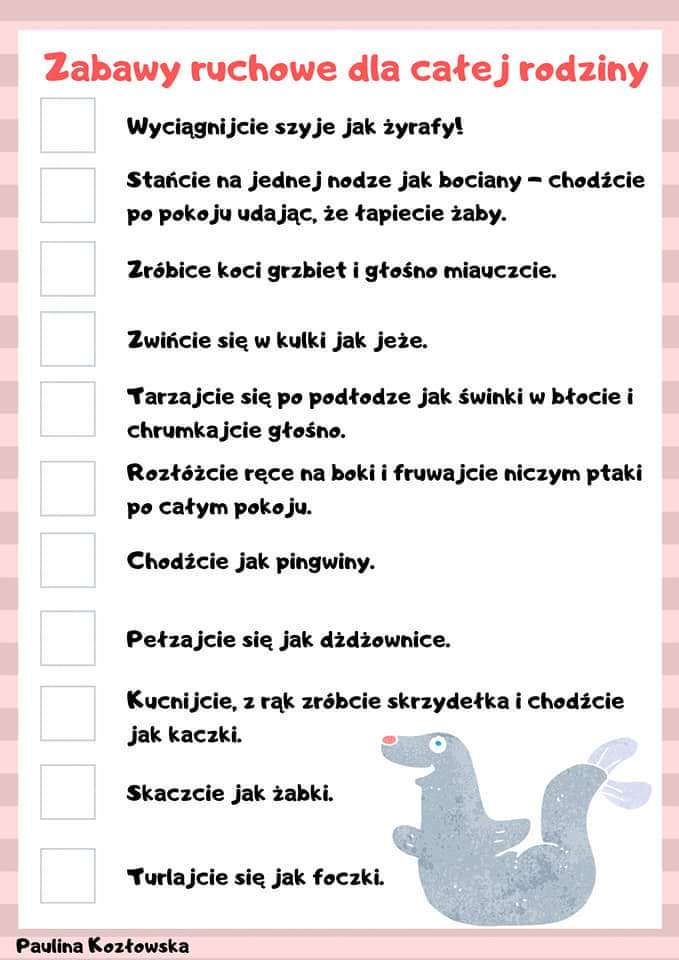 Zabawy ruchowe dla całej rodziny
Wyciągnijcie szyje jak żyrafy!
Stańcie na jednej nodze jak bociany – chodźcie
po pokoju udając, że łapiecie żaby.
Zróbice koci grzbiet i głośno miauczcie.
Zwińcie się w kulki jak jeże.
Tarzajcie się po podłodze jak świnki w błocie i
chrumkajcie głośno.
Rozłóżcie ręce na boki i fruwajcie niczym ptaki
po całym pokoju.
Chodźcie jak pingwiny.
Pełzajcie się jak dżdżownice.
Kucnijcie, z rąk zróbcie skrzydełka i chodźcie
jak kaczki.
Skaczcie jak żabki.
Turlajcie się jak foczki.
Paulina Kozłowska